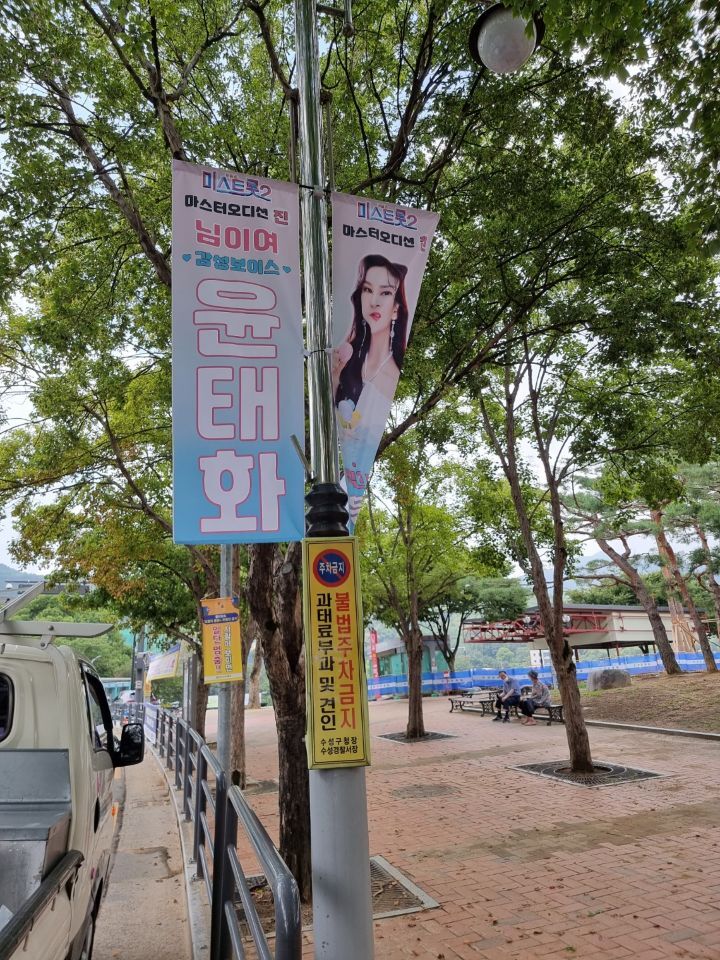 미스트롯2
마스터오디션 진
님이여
감성보이스
윤태화
미스트롯2
마스터오디션 진
주차금지
불법주차금지
과태료부과 및 견인
수성구청장
수성경찰서장